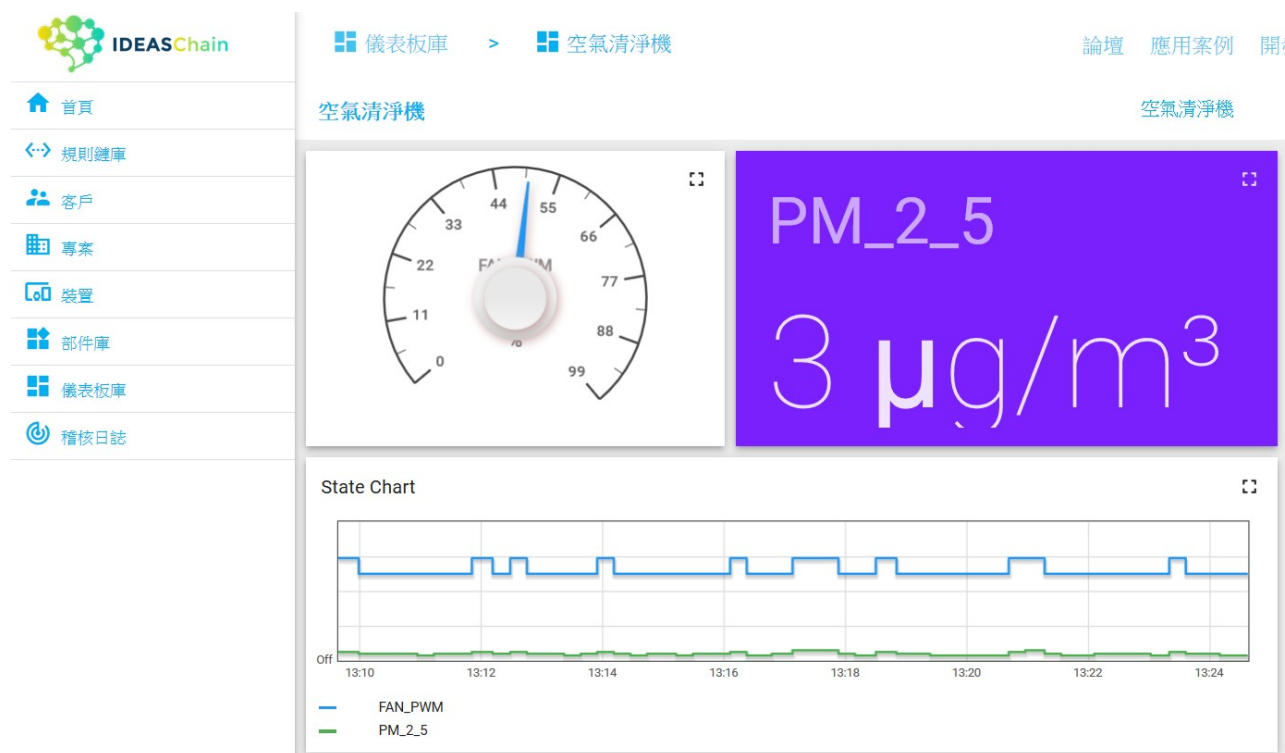 IDEASChain
儀表板庫 > 空氣清淨機
論壇 應用案例
首頁
規則鏈庫
客戶
專案
裝置
部件庫
儀表板庫
稽核日誌
空氣清淨機
空氣清淨機
0
11
22
33
44
55
66
77
88
99
%
PM_2_5
3 µg/m³
State Chart
Off
13:10 13:12 13:14 13:16 13:18 13:20 13:22 13:24
FAN_PWM
PM_2_5